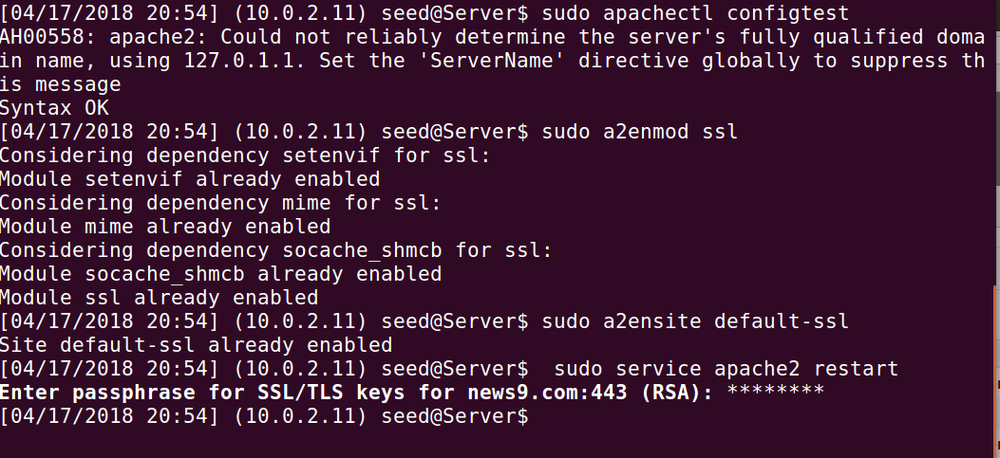 [04/17/2018 20:54] (10.0.2.11) seed@Server$ sudo apachectl configtest
AH00558: apache2: Could not reliably determine the server's fully qualified doma
in name, using 127.0.1.1. Set the 'ServerName' directive globally to suppress th
is message
Syntax OK
[04/17/2018 20:54] (10.0.2.11) seed@Server$ sudo a2enmod ssl
Considering dependency setenvif for ssl:
Module setenvif already enabled
Considering dependency mime for ssl:
Module mime already enabled
Considering dependency socache_shmcb for ssl:
Module socache_shmcb already enabled
Module ssl already enabled
[04/17/2018 20:54] (10.0.2.11) seed@Server$ sudo a2ensite default-ssl
Site default-ssl already enabled
[04/17/2018 20:54] (10.0.2.11) seed@Server$  sudo service apache2 restart
Enter passphrase for SSL/TLS keys for news9.com:443 (RSA): ********
[04/17/2018 20:54] (10.0.2.11) seed@Server$